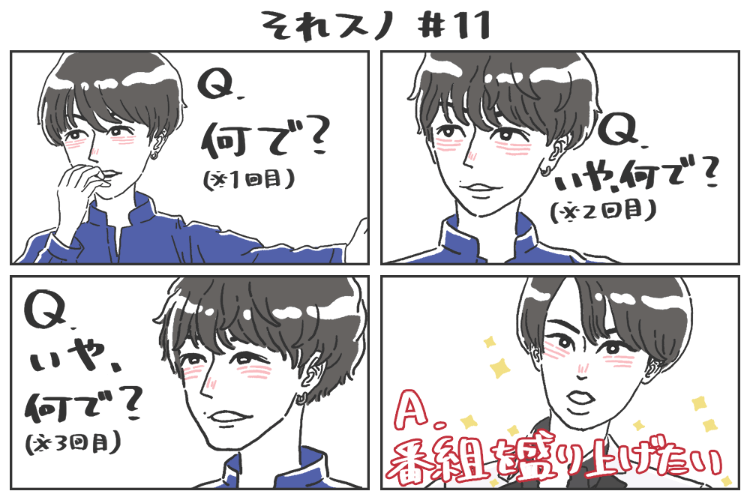 それスノ #11
Q.
何で?
(※1回目)
Q.
いや、何で?
(※2回目)
Q.
いや、
何で?
(※3回目)
A.
番組を盛り上げたい